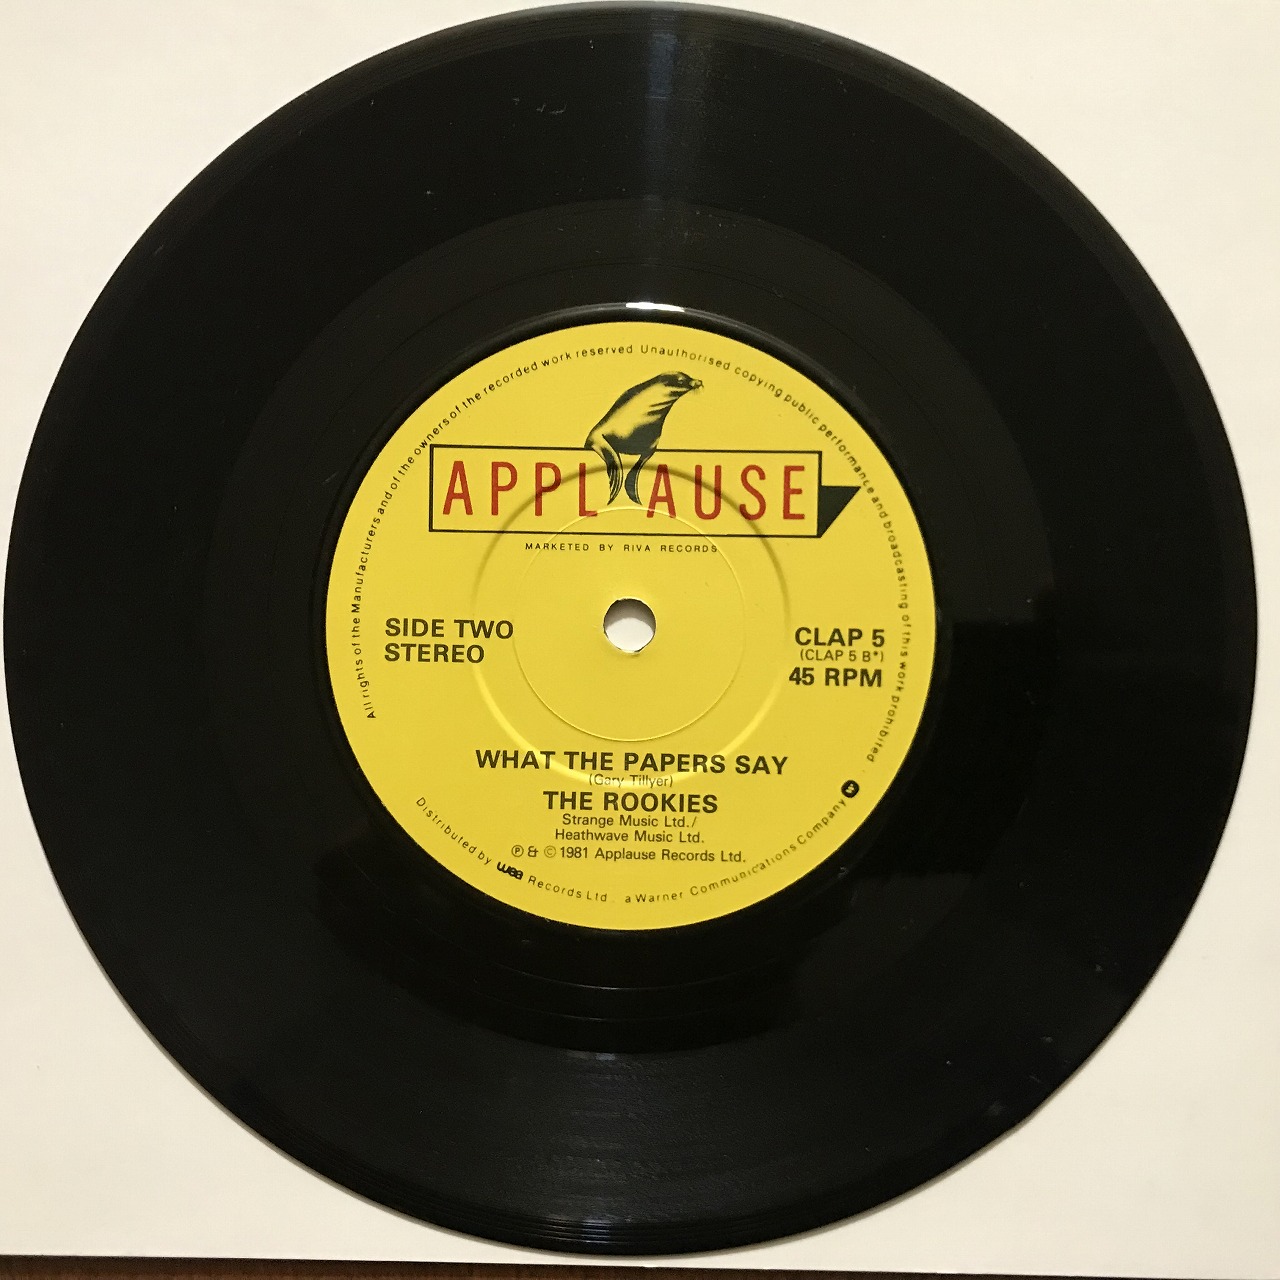 All rights of the Manufacturers and of the owners of the recorded work reserved Unauthorised copying public performance and broadcasting of this work prohibited.
APPLAUSE
MARKETED BY RIVA RECORDS
SIDE TWO
STEREO
CLAP 5
(CLAP 5 B*)
45 RPM
WHAT THE PAPERS SAY
(Gary Tillyer)
THE ROOKIES
Strange Music Ltd./
Heathwave Music Ltd.
℗ & © 1981 Applause Records Ltd.
Distributed by wea Records Ltd. a Warner Communications Company